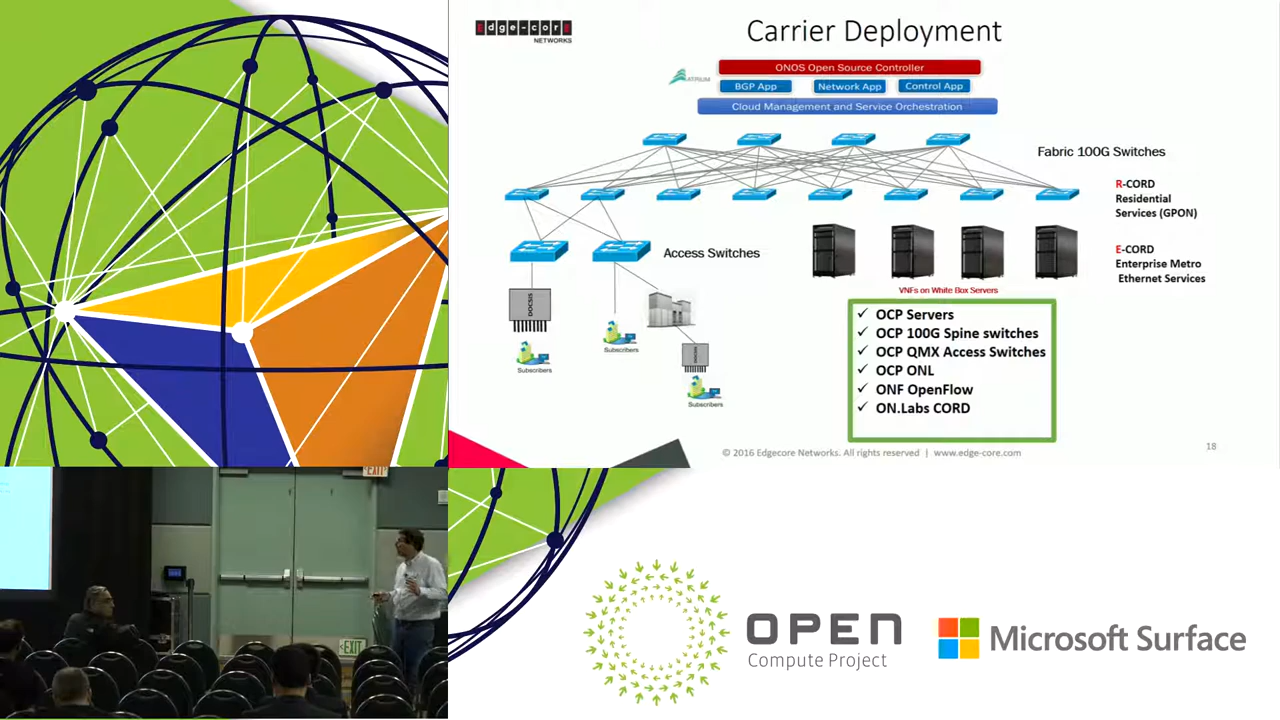 Edge-corE
NETWORKS
Carrier Deployment
ATRIUM
ONOS Open Source Controller
BGP App
Network App
Control App
Cloud Management and Service Orchestration
Fabric 100G Switches
R-CORD
Residential
Services (GPON)
E-CORD
Enterprise Metro
Ethernet Services
Access Switches
DOCSIS
Subscribers
Subscribers
DOCSIS
Subscribers
VNFs on White Box Servers
✓ OCP Servers
✓ OCP 100G Spine switches
✓ OCP QMX Access Switches
✓ OCP ONL
✓ ONF OpenFlow
✓ ON.Labs CORD
© 2016 Edgecore Networks. All rights reserved | www.edge-core.com
18
EXIT
EXIT
OPEN
Compute Project
Microsoft Surface